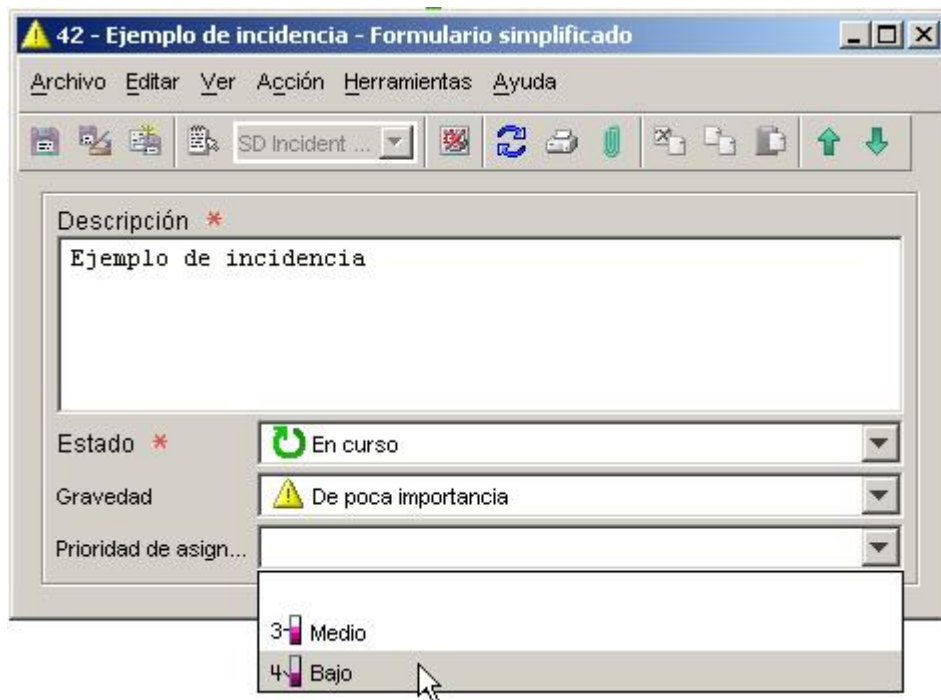 42 - Ejemplo de incidencia - Formulario simplificado
Archivo Editar Ver Acción Herramientas Ayuda
SD Incident ...
Descripción *
Ejemplo de incidencia
Estado * En curso
Gravedad De poca importancia
Prioridad de asign...
3- Medio
4- Bajo